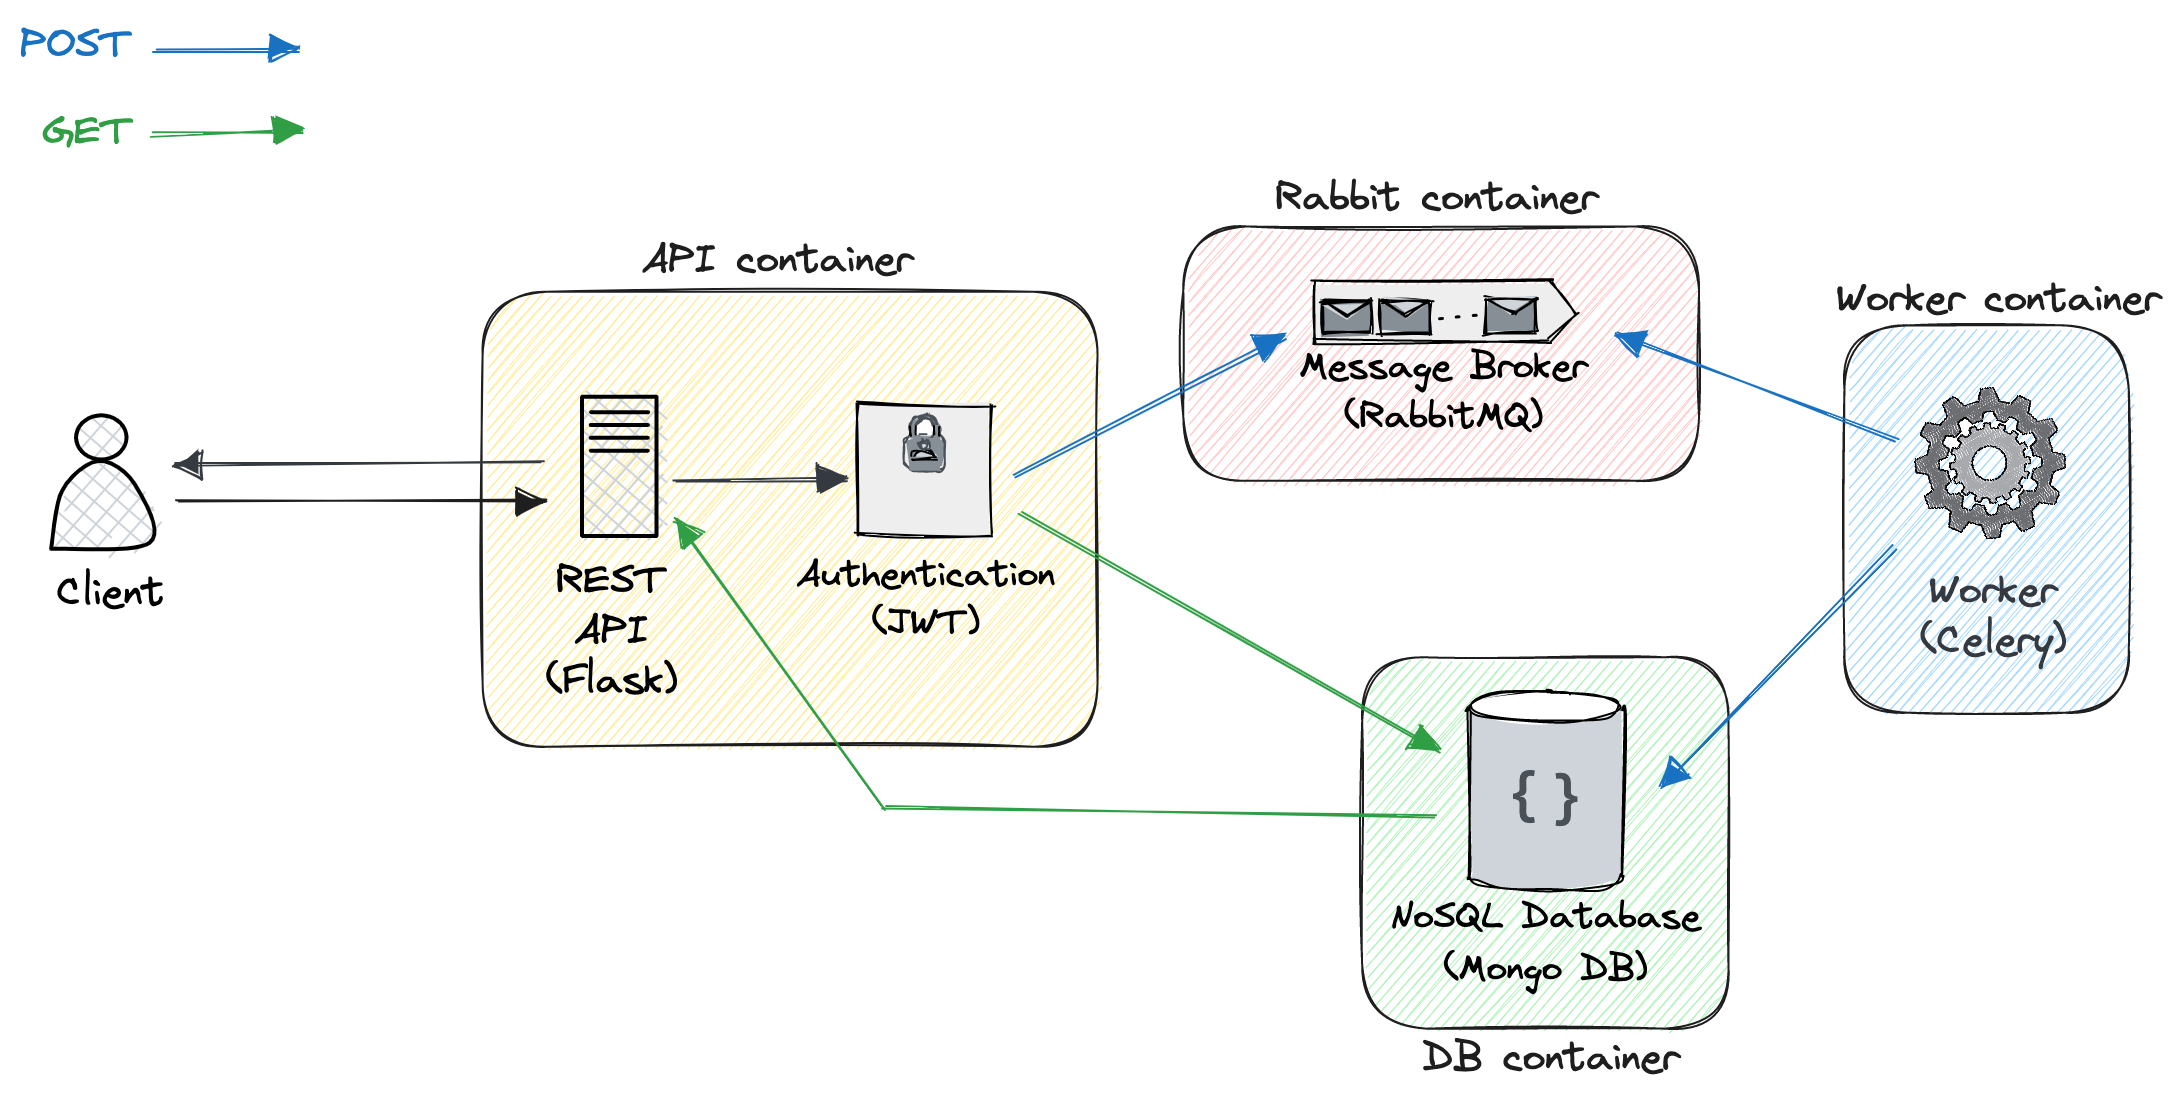 POST
GET
Rabbit container
API container
Worker container
Message Broker
(RabbitMQ)
Client
REST
API
(Flask)
Authentication
(JWT)
Worker
(Celery)
{ }
NoSQL Database
(Mongo DB)
DB container